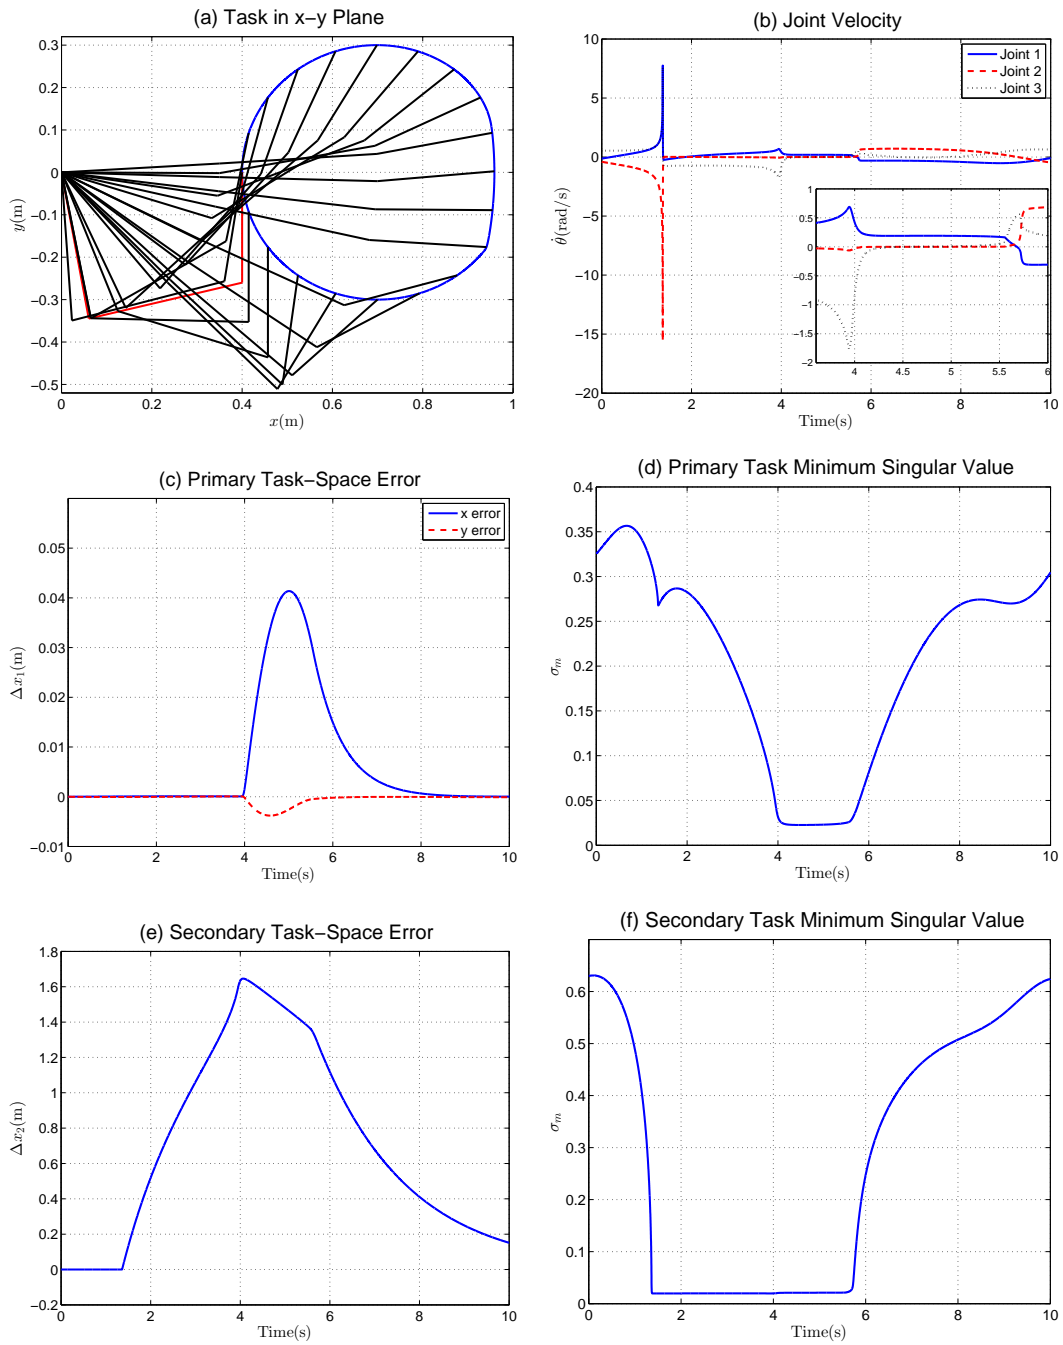 (a) Task in x−y Plane
0.3
0.2
0.1
0
−0.1
−0.2
−0.3
−0.4
−0.5
y(m)
0 0.2 0.4 0.6 0.8 1
x(m)
(b) Joint Velocity
10
5
0
−5
−10
−15
−20
θ̇(rad/s)
Joint 1
Joint 2
Joint 3
1
0.5
0
−0.5
−1
−1.5
−2
4 4.5 5 5.5 6
0 2 4 6 8 10
Time(s)
(c) Primary Task−Space Error
x error
y error
0.05
0.04
0.03
0.02
0.01
0
−0.01
Δx₁(m)
0 2 4 6 8 10
Time(s)
(d) Primary Task Minimum Singular Value
0.4
0.35
0.3
0.25
0.2
0.15
0.1
0.05
0
σₘ
0 2 4 6 8 10
Time(s)
(e) Secondary Task−Space Error
1.8
1.6
1.4
1.2
1
0.8
0.6
0.4
0.2
0
−0.2
Δx₂(m)
0 2 4 6 8 10
Time(s)
(f) Secondary Task Minimum Singular Value
0.6
0.5
0.4
0.3
0.2
0.1
0
σₘ
0 2 4 6 8 10
Time(s)